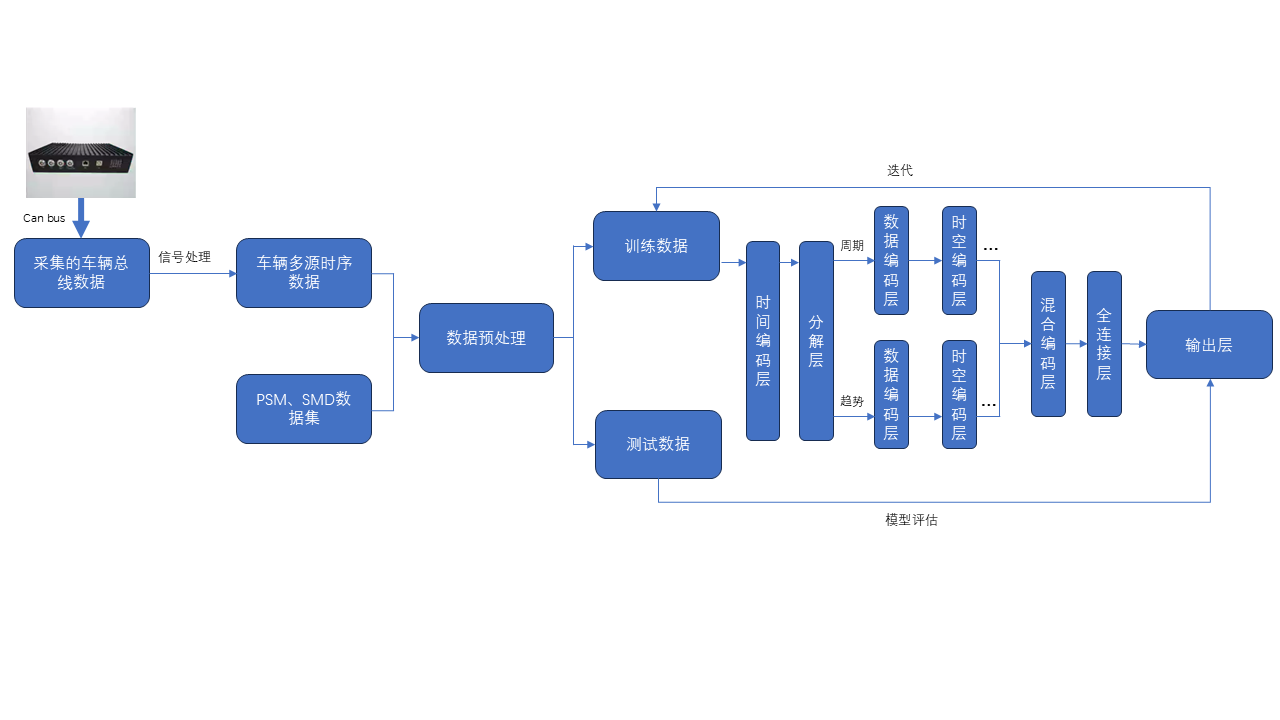 Can bus
采集的车辆总
线数据
信号处理
车辆多源时序
数据
PSM、SMD数
据集
数据预处理
训练数据
测试数据
迭代
时间编码层
分解层
周期
数据编码层
时空编码层
...
趋势
数据编码层
时空编码层
...
混合编码层
全连接层
输出层
模型评估